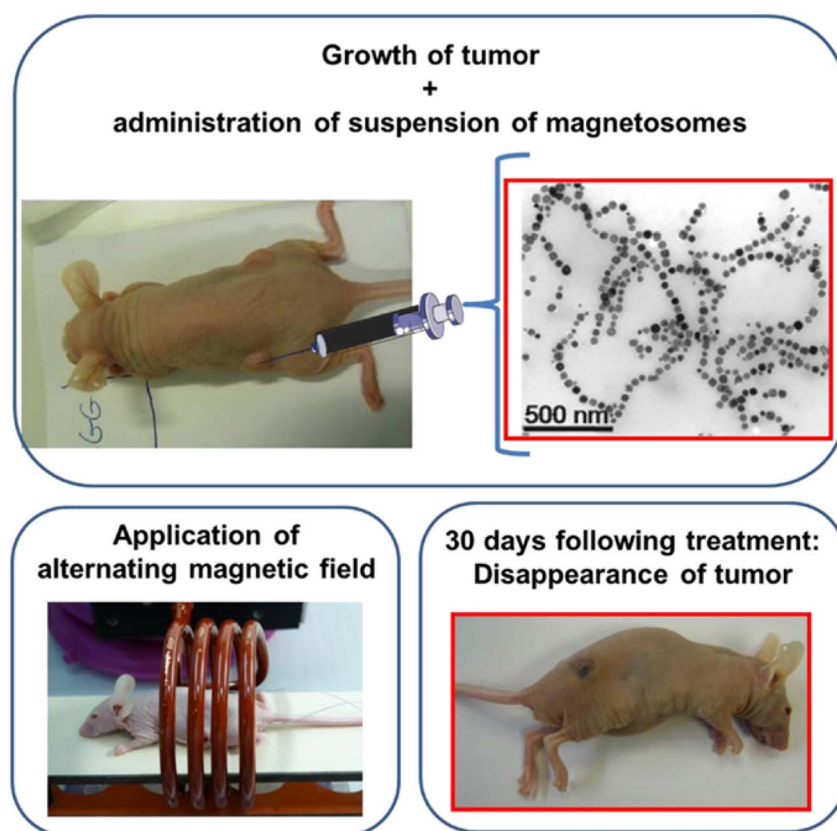 Growth of tumor
+
administration of suspension of magnetosomes
GG
500 nm
Application of
alternating magnetic field
30 days following treatment:
Disappearance of tumor